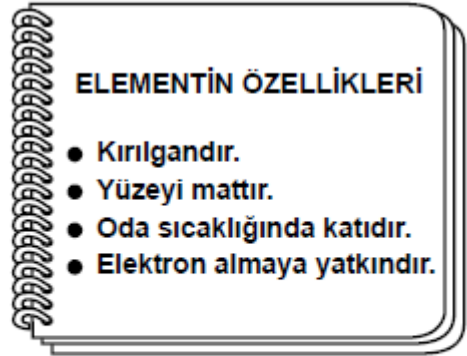 ELEMENTİN ÖZELLİKLERİ
● Kırılgandır.
● Yüzeyi mattır.
● Oda sıcaklığında katıdır.
● Elektron almaya yatkındır.